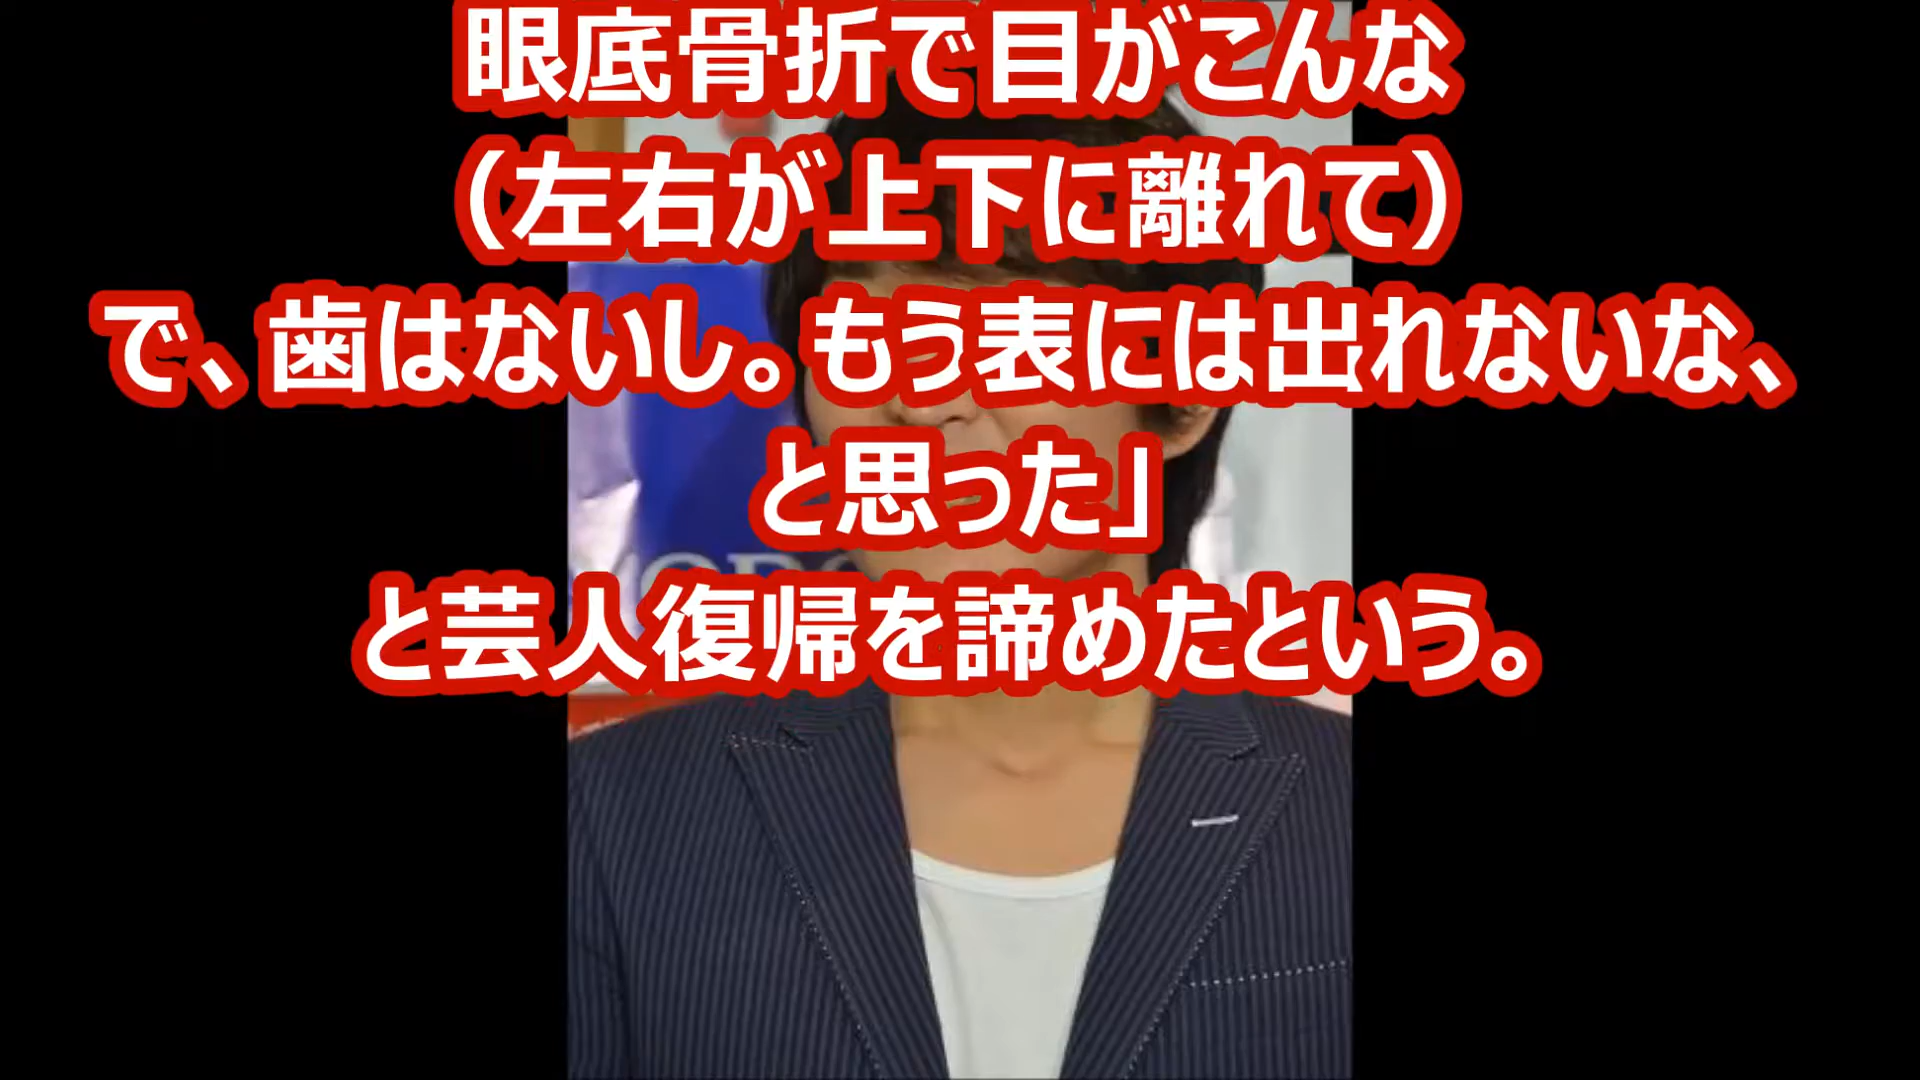 眼底骨折で目がこんな
（左右が上下に離れて）
で、歯はないし。もう表には出れないな、
と思った」
と芸人復帰を諦めたという。